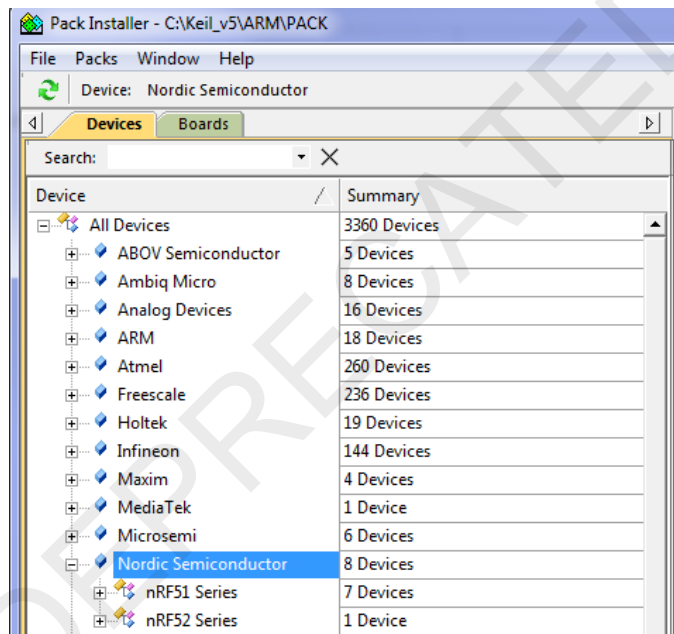 Pack Installer - C:\Keil_v5\ARM\PACK
File Packs Window Help
Device: Nordic Semiconductor
Devices Boards
Search:
Device Summary
All Devices 3360 Devices
ABOV Semiconductor 5 Devices
Ambiq Micro 8 Devices
Analog Devices 16 Devices
ARM 18 Devices
Atmel 260 Devices
Freescale 236 Devices
Holtek 19 Devices
Infineon 144 Devices
Maxim 4 Devices
MediaTek 1 Device
Microsemi 6 Devices
Nordic Semiconductor 8 Devices
nRF51 Series 7 Devices
nRF52 Series 1 Device
DEPRECATED